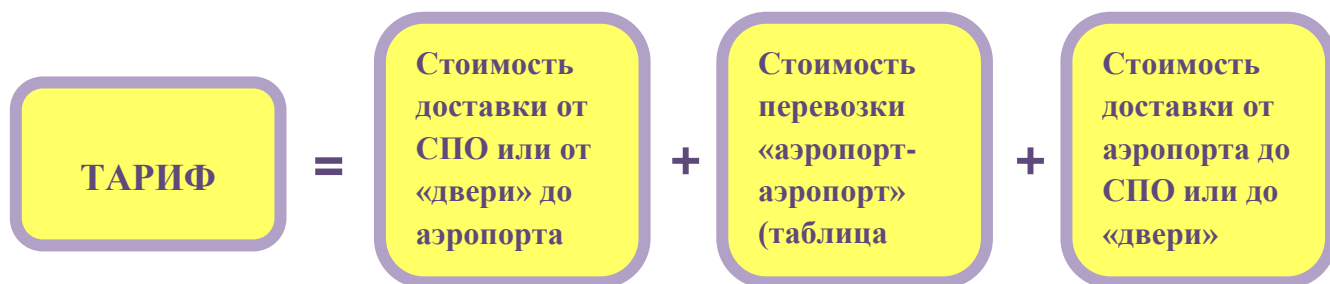 ТАРИФ
=
Стоимость
доставки от
СПО или от
«двери» до
аэропорта
+
Стоимость
перевозки
«аэропорт-
аэропорт»
(таблица
+
Стоимость
доставки от
аэропорта до
СПО или до
«двери»